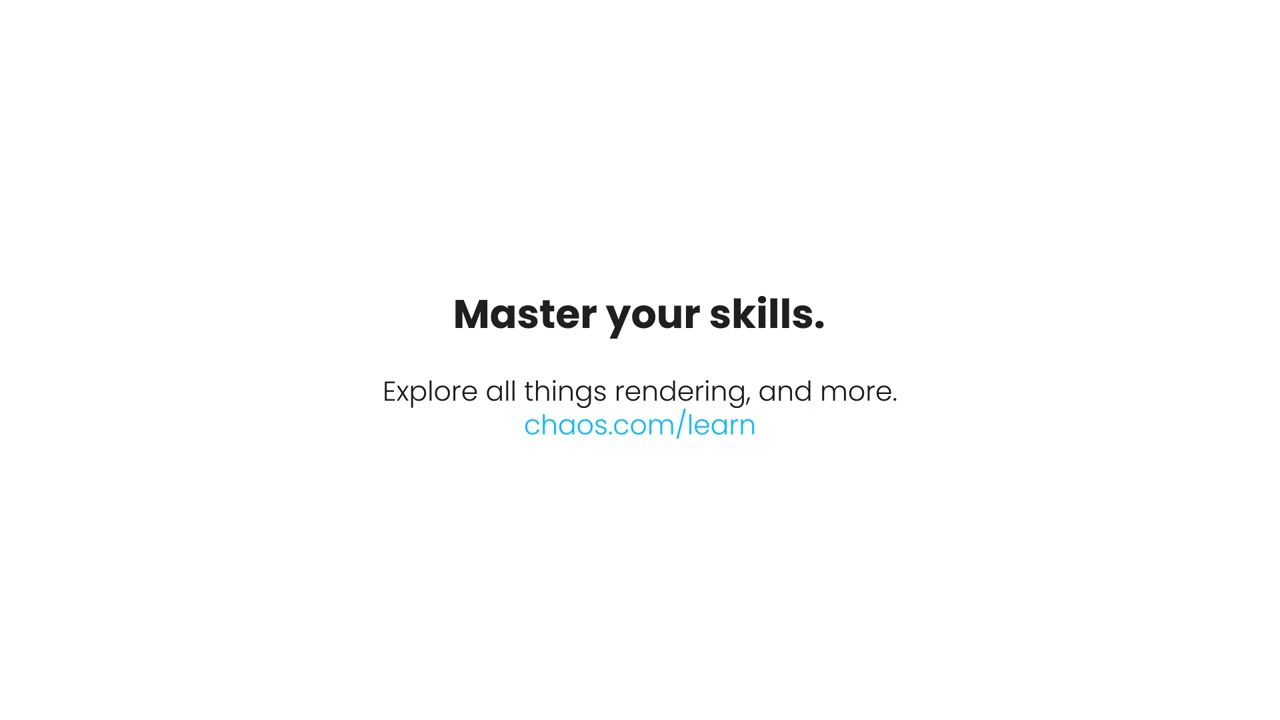 Master your skills.
Explore all things rendering, and more.
chaos.com/learn